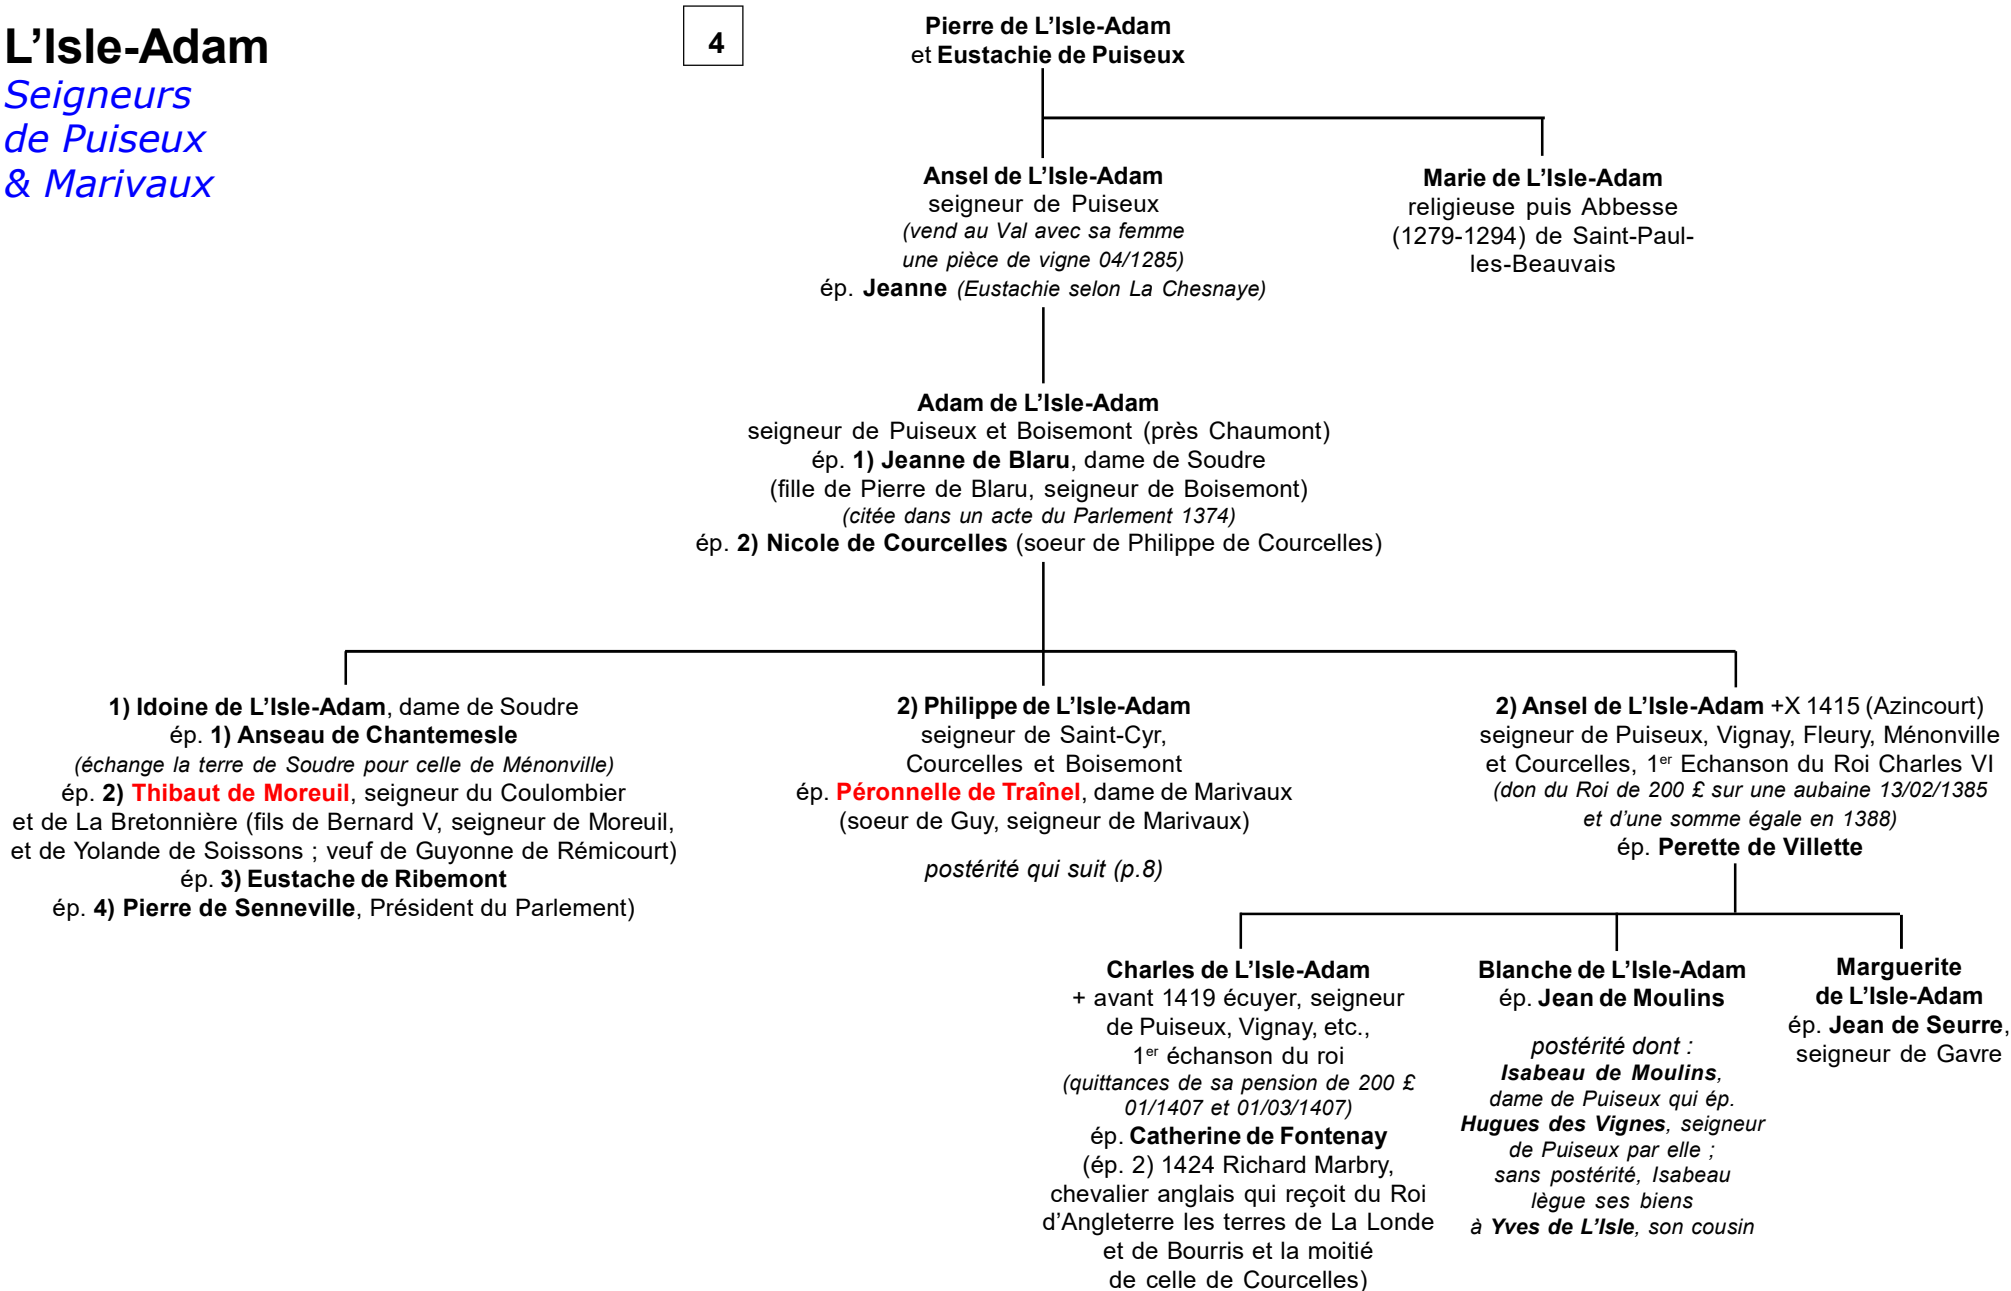 L'Isle-Adam
Seigneurs
de Puiseux
& Marivaux
4
Pierre de L'Isle-Adam
et Eustachie de Puiseux
Ansel de L'Isle-Adam
seigneur de Puiseux
(vend au Val avec sa femme
une pièce de vigne 04/1285)
ép. Jeanne (Eustachie selon La Chesnaye)
Marie de L'Isle-Adam
religieuse puis Abbesse
(1279-1294) de Saint-Paul-
les-Beauvais
Adam de L'Isle-Adam
seigneur de Puiseux et Boisemont (près Chaumont)
ép. 1) Jeanne de Blaru, dame de Soudre
(fille de Pierre de Blaru, seigneur de Boisemont)
(citée dans un acte du Parlement 1374)
ép. 2) Nicole de Courcelles (soeur de Philippe de Courcelles)
1) Idoine de L'Isle-Adam, dame de Soudre
ép. 1) Anseau de Chantemesle
(échange la terre de Soudre pour celle de Ménonville)
ép. 2) Thibaut de Moreuil, seigneur du Coulombier
et de La Bretonnière (fils de Bernard V, seigneur de Moreuil,
et de Yolande de Soissons ; veuf de Guyonne de Rémicourt)
ép. 3) Eustache de Ribemont
ép. 4) Pierre de Senneville, Président du Parlement)
2) Philippe de L'Isle-Adam
seigneur de Saint-Cyr,
Courcelles et Boisemont
ép. Péronnelle de Traînel, dame de Marivaux
(soeur de Guy, seigneur de Marivaux)
postérité qui suit (p.8)
2) Ansel de L'Isle-Adam +X 1415 (Azincourt)
seigneur de Puiseux, Vignay, Fleury, Ménonville
et Courcelles, 1er Echanson du Roi Charles VI
(don du Roi de 200 £ sur une aubaine 13/02/1385
et d'une somme égale en 1388)
ép. Perette de Villette
Charles de L'Isle-Adam
+ avant 1419 écuyer, seigneur
de Puiseux, Vignay, etc.,
1er échanson du roi
(quittances de sa pension de 200 £
01/1407 et 01/03/1407)
ép. Catherine de Fontenay
(ép. 2) 1424 Richard Marbry,
chevalier anglais qui reçoit du Roi
d'Angleterre les terres de La Londe
et de Bourris et la moitié
de celle de Courcelles)
Blanche de L'Isle-Adam
ép. Jean de Moulins
postérité dont :
Isabeau de Moulins,
dame de Puiseux qui ép.
Hugues des Vignes, seigneur
de Puiseux par elle ;
sans postérité, Isabeau
lègue ses biens
à Yves de L'Isle, son cousin
Marguerite
de L'Isle-Adam
ép. Jean de Seurre,
seigneur de Gavre